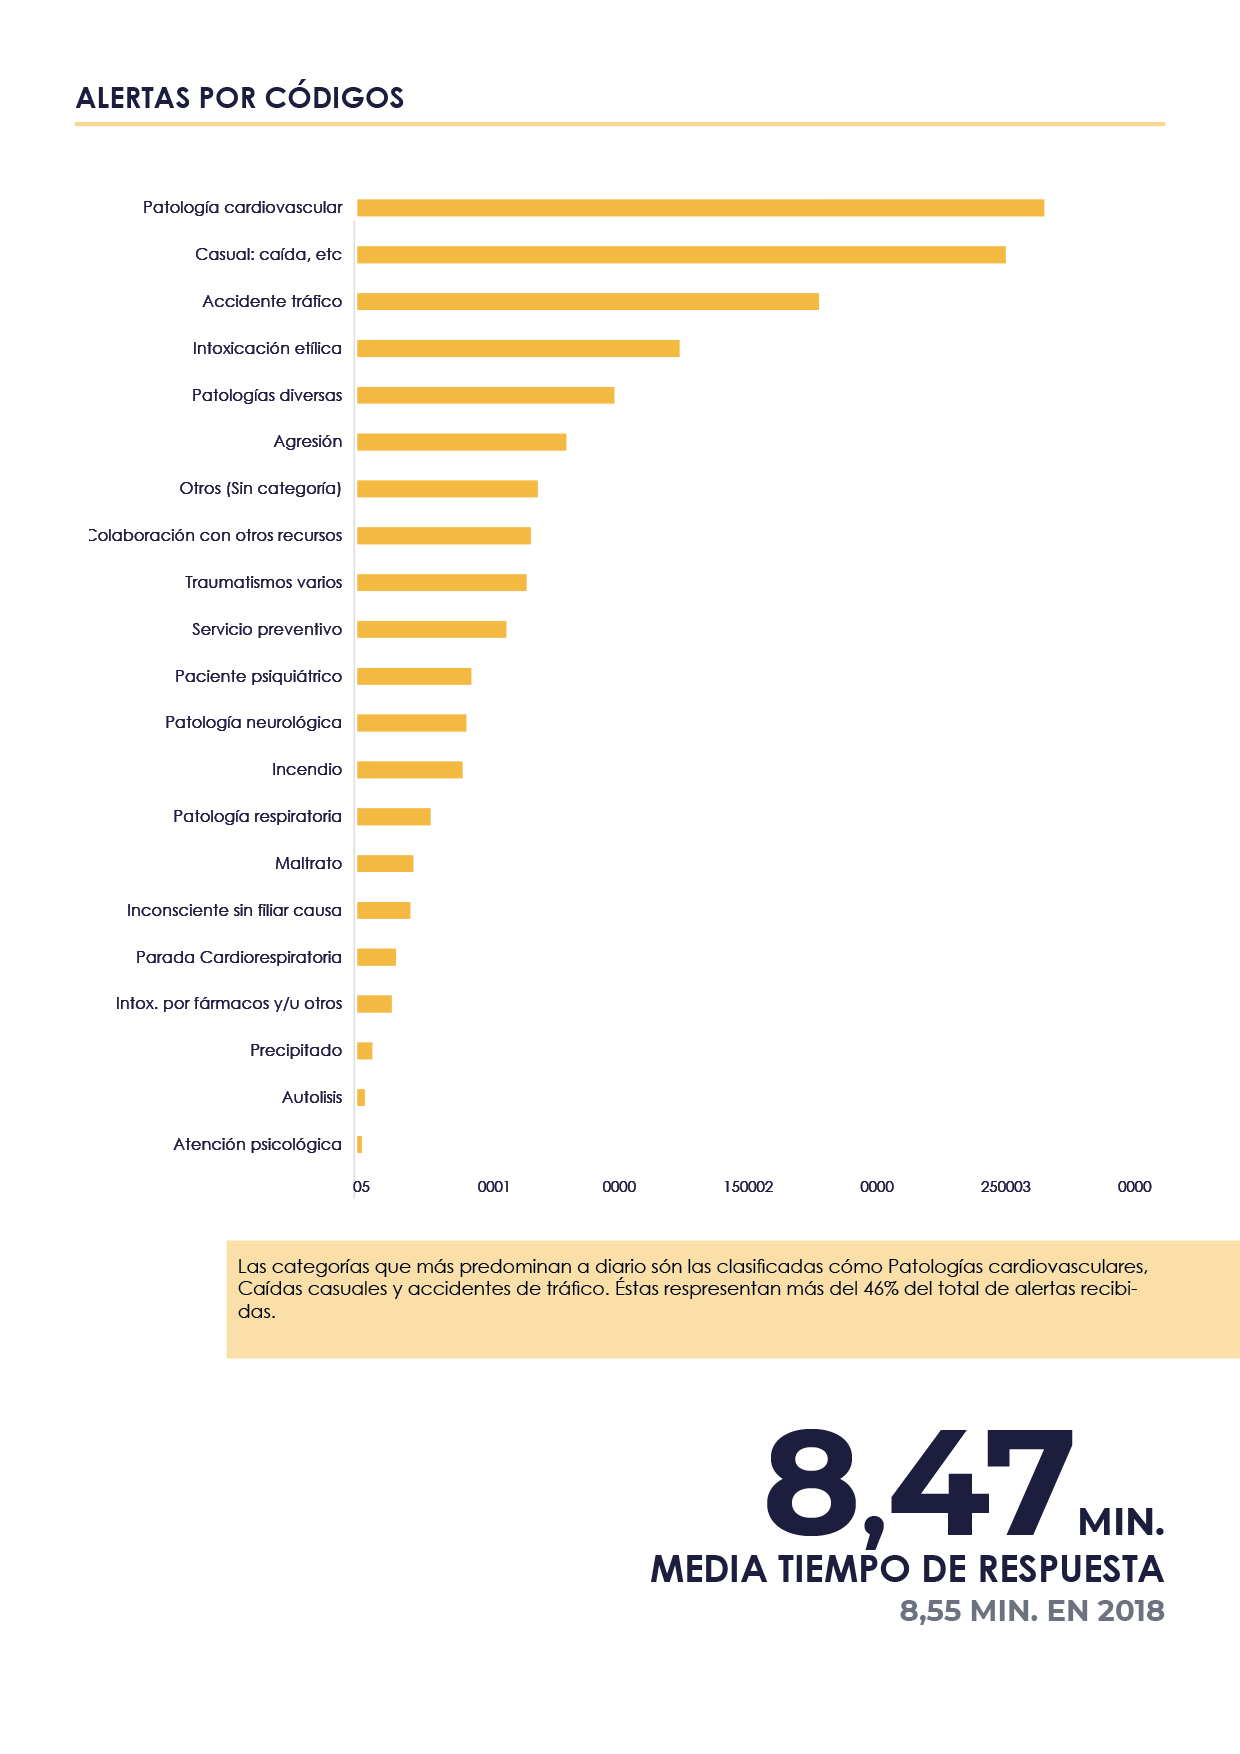 ALERTAS POR CÓDIGOS
Patología cardiovascular
Casual: caída, etc
Accidente tráfico
Intoxicación etílica
Patologías diversas
Agresión
Otros (Sin categoría)
Colaboración con otros recursos
Traumatismos varios
Servicio preventivo
Paciente psiquiátrico
Patología neurológica
Incendio
Patología respiratoria
Maltrato
Inconsciente sin filiar causa
Parada Cardiorespiratoria
Intox. por fármacos y/u otros
Precipitado
Autolisis
Atención psicológica
05 0001 0000 150002 0000 250003 0000
Las categorías que más predominan a diario són las clasificadas cómo Patologías cardiovasculares,
Caídas casuales y accidentes de tráfico. Éstas respresentan más del 46% del total de alertas recibi-
das.
8,47 MIN.
MEDIA TIEMPO DE RESPUESTA
8,55 MIN. EN 2018